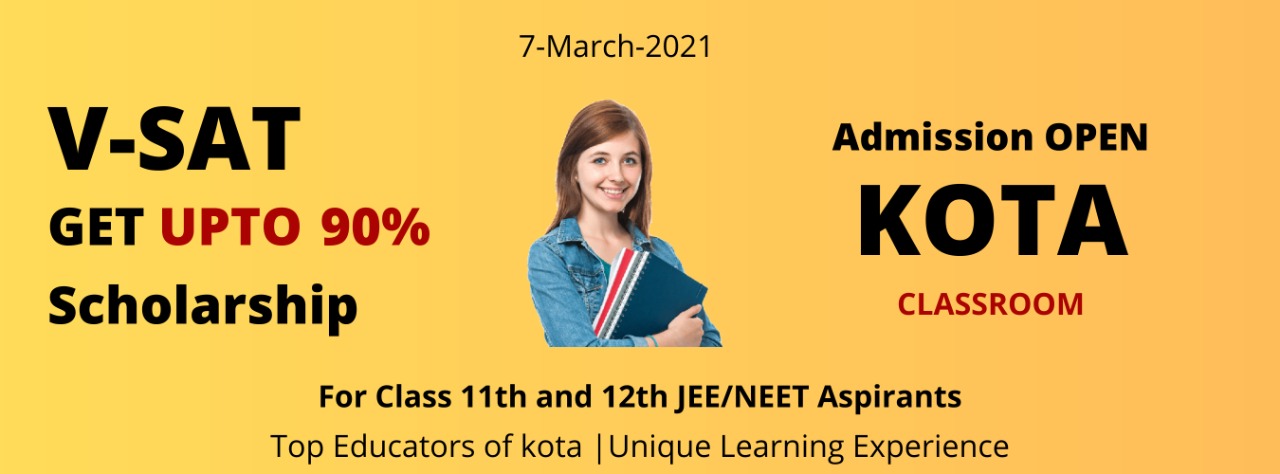 7-March-2021
V-SAT
GET UPTO 90%
Scholarship
Admission OPEN
KOTA
CLASSROOM
For Class 11th and 12th JEE/NEET Aspirants
Top Educators of kota |Unique Learning Experience